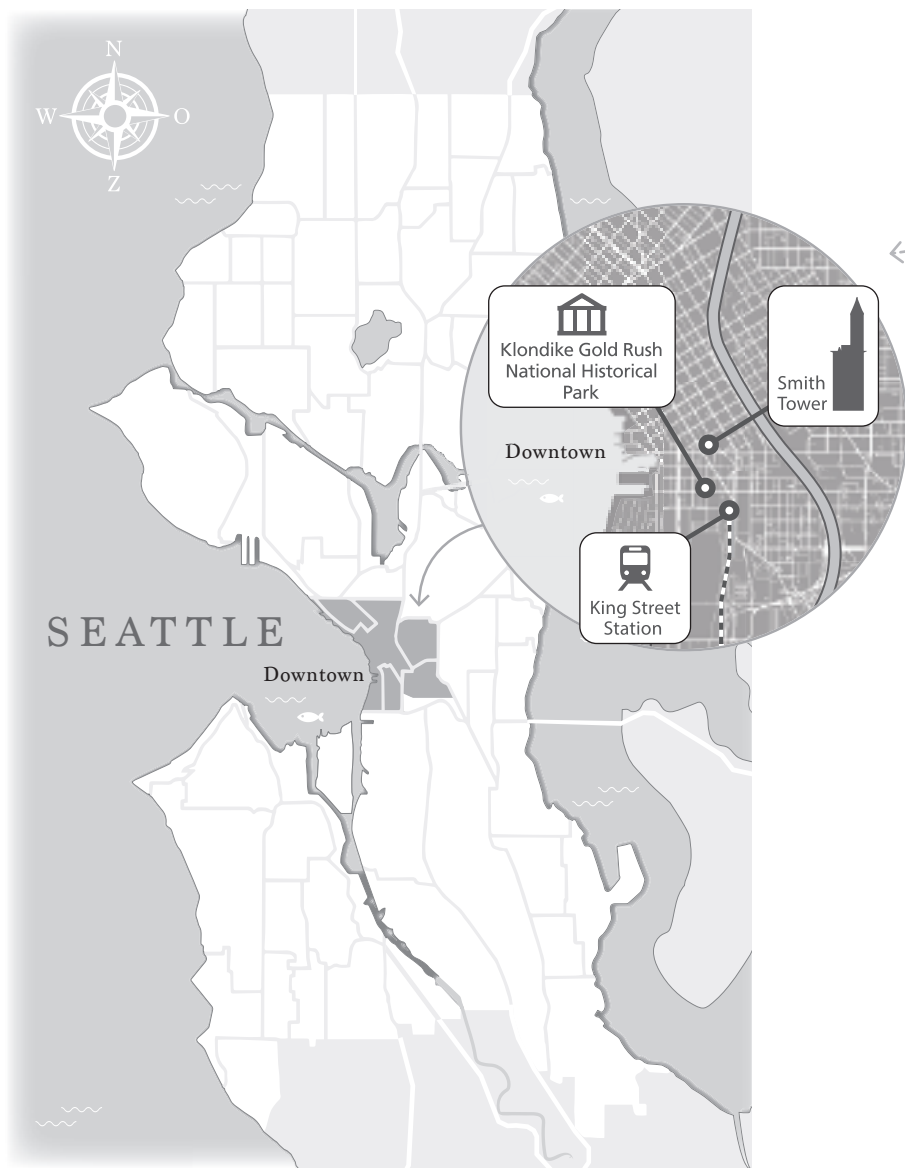 N
W
O
Z
Klondike Gold Rush
National Historical
Park
Smith
Tower
Downtown
King Street
Station
SEATTLE
Downtown